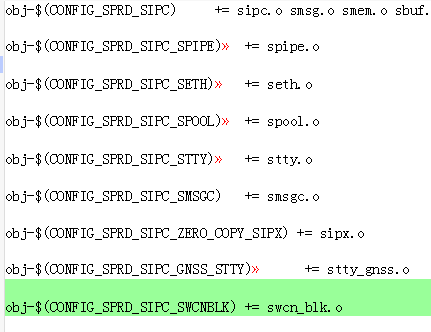 obj-$(CONFIG_SPRD_SIPC) += sipc.o smsg.o smem.o sbuf.
obj-$(CONFIG_SPRD_SIPC_SPIPE)» += spipe.o
obj-$(CONFIG_SPRD_SIPC_SETH)» += seth.o
obj-$(CONFIG_SPRD_SIPC_SPOOL)» += spool.o
obj-$(CONFIG_SPRD_SIPC_STTY)» += stty.o
obj-$(CONFIG_SPRD_SIPC_SMSGC) += smsgc.o
obj-$(CONFIG_SPRD_SIPC_ZERO_COPY_SIPX) += sipx.o
obj-$(CONFIG_SPRD_SIPC_GNSS_STTY)» += stty_gnss.o
obj-$(CONFIG_SPRD_SIPC_SWCNBLK) += swcn_blk.o